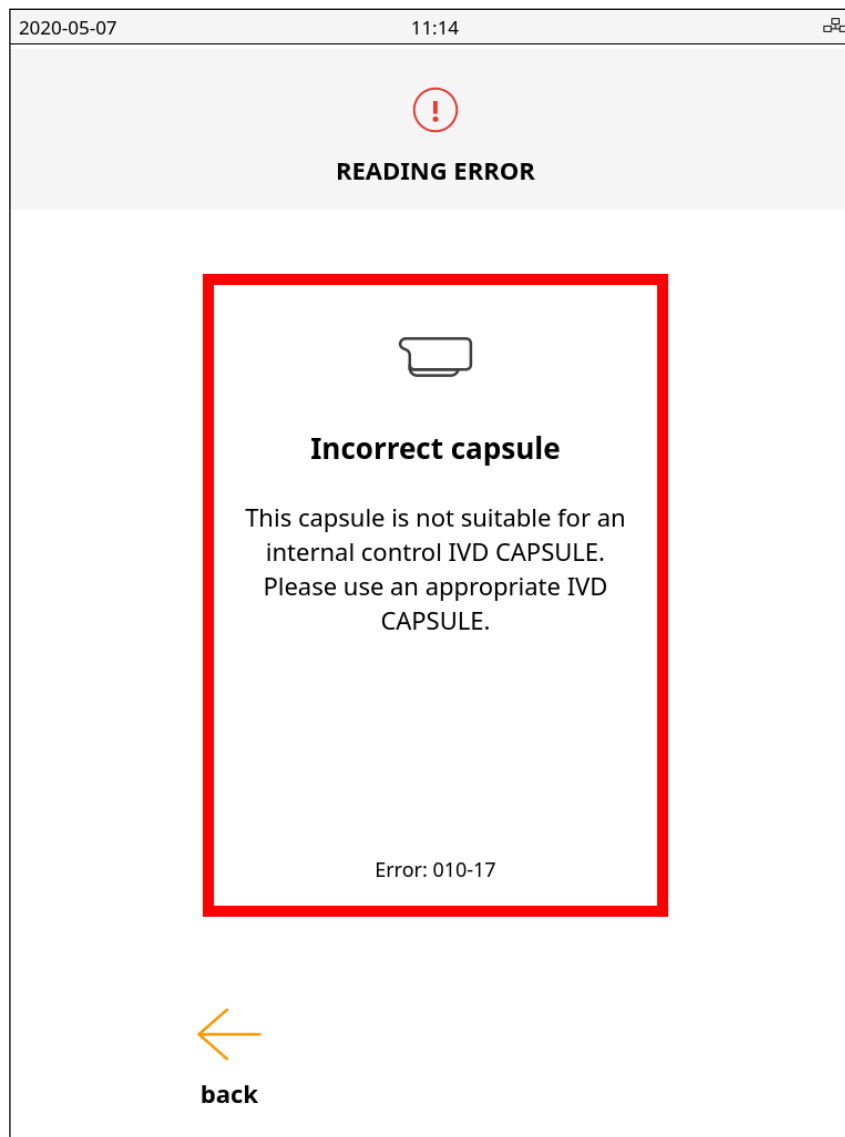 2020-05-07
11:14
READING ERROR
Incorrect capsule
This capsule is not suitable for an
internal control IVD CAPSULE.
Please use an appropriate IVD
CAPSULE.
Error: 010-17
back